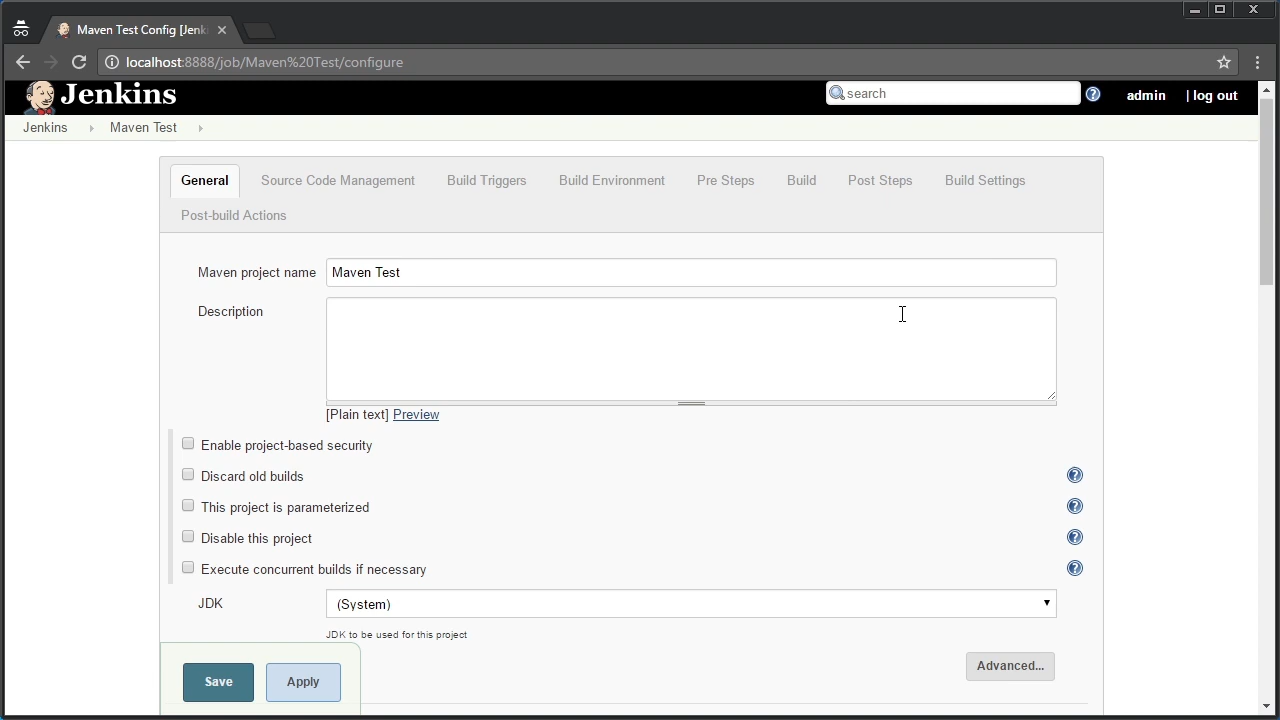 Maven Test Config [Jenk
localhost:8888/job/Maven%20Test/configure
Jenkins
search
admin
| log out
Jenkins
Maven Test
General
Source Code Management
Build Triggers
Build Environment
Pre Steps
Build
Post Steps
Build Settings
Post-build Actions
Maven project name
Maven Test
Description
[Plain text] Preview
Enable project-based security
Discard old builds
This project is parameterized
Disable this project
Execute concurrent builds if necessary
JDK
(System)
JDK to be used for this project
Advanced...
Save
Apply